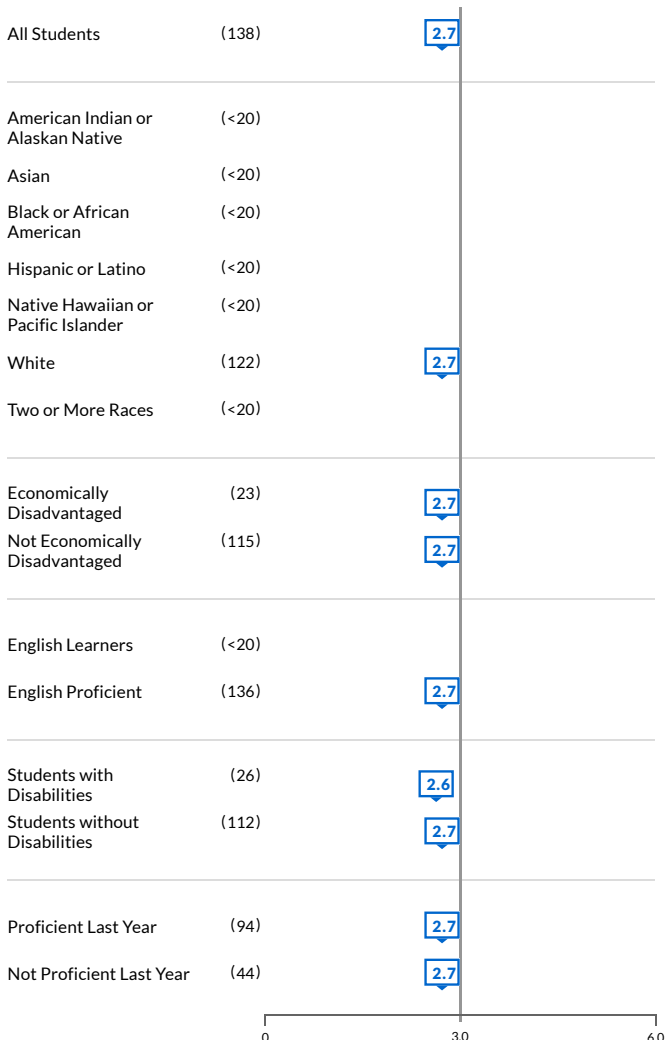 All Students (138) 2.7
American Indian or (<20)
Alaskan Native
Asian (<20)
Black or African (<20)
American
Hispanic or Latino (<20)
Native Hawaiian or (<20)
Pacific Islander
White (122) 2.7
Two or More Races (<20)
Economically (23) 2.7
Disadvantaged
Not Economically (115) 2.7
Disadvantaged
English Learners (<20)
English Proficient (136) 2.7
Students with (26) 2.6
Disabilities
Students without (112) 2.7
Disabilities
Proficient Last Year (94) 2.7
Not Proficient Last Year (44) 2.7
0 3.0 6.0